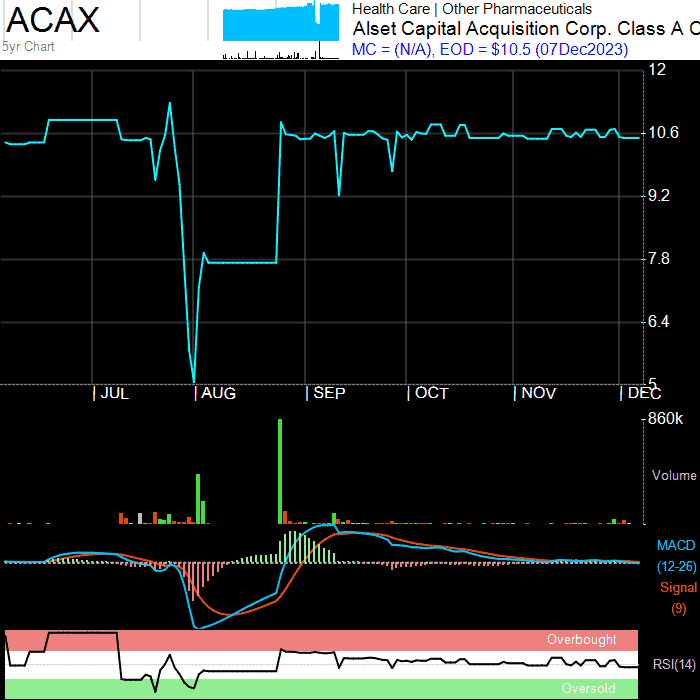 ACAX
5yr Chart
Health Care | Other Pharmaceuticals
Alset Capital Acquisition Corp. Class A C
MC = (N/A), EOD = $10.5 (07Dec2023)
12
10.6
9.2
7.8
6.4
5
JUL
AUG
SEP
OCT
NOV
DEC
860k
Volume
MACD
(12-26)
Signal
(9)
Overbought
RSI(14)
Oversold